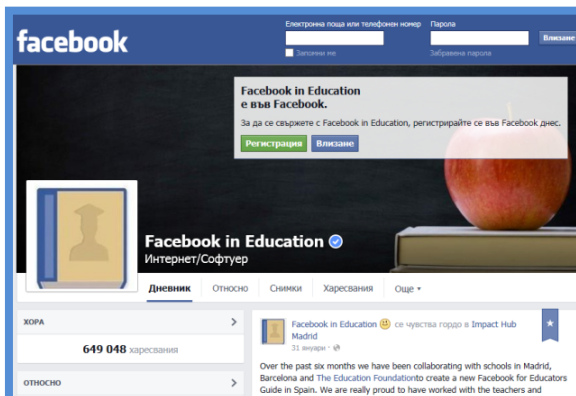 facebook
Електронна поща или телефонен номер
Парола
Влизане
Запомни ме
Забравена парола
Facebook in Education
е във Facebook.
За да се свържете с Facebook in Education, регистрирайте се във Facebook днес.
Регистрация Влизане
Facebook in Education
Интернет/Софтуер
Дневник Относно Снимки Харесвания Още
ХОРА
649 048 харесвания
ОТНОСНО
Facebook in Education се чувства гордо в Impact Hub
Madrid
31 януари
Over the past six months we have been collaborating with schools in Madrid,
Barcelona and The Education Foundationto create a new Facebook for Educators
Guide in Spain. We are really proud to have worked with the teachers and